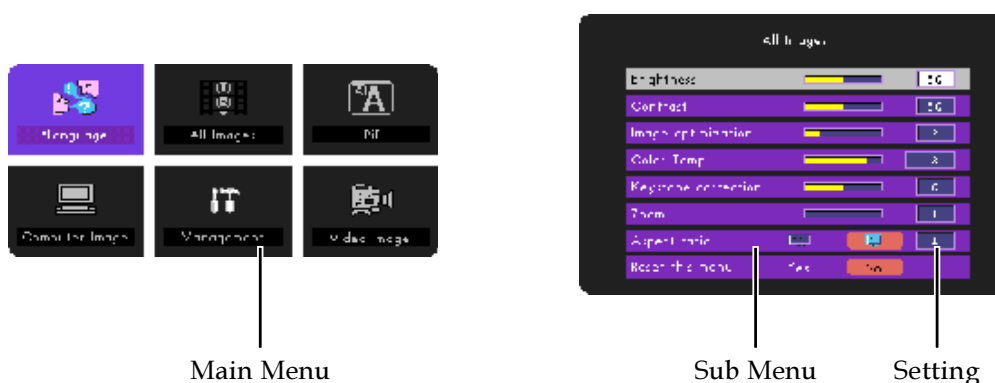 All Images
Brightness
Language
All Images
PiP
Contrast
Image optimization
Color Temp
Keystone correction
Computer Image
Management
Video Image
Zoom
Aspect ratio
Reset this menu Yes No
Main Menu
Sub Menu
Setting